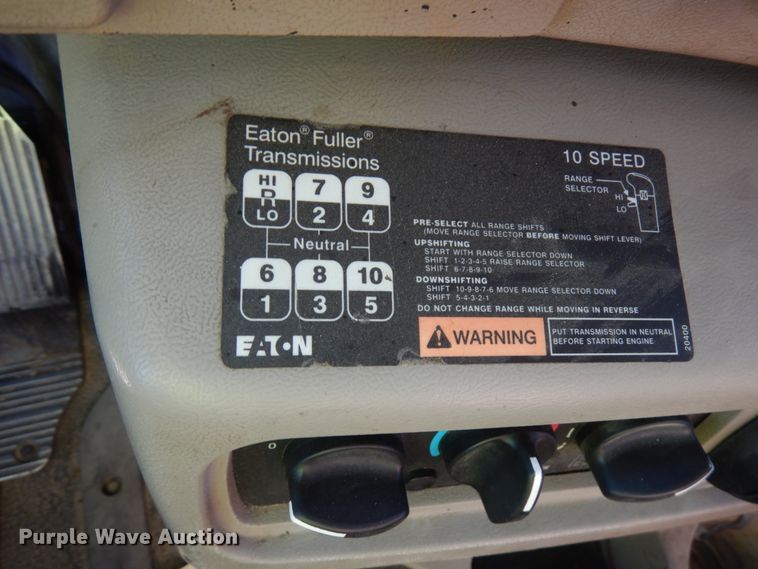 Eaton® Fuller®
Transmissions
10 SPEED
HI
R
LO
7
2
9
4
Neutral
6
1
8
3
10
5
RANGE
SELECTOR
HI
LO
PRE-SELECT ALL RANGE SHIFTS
(MOVE RANGE SELECTOR BEFORE MOVING SHIFT LEVER)
UPSHIFTING
START WITH RANGE SELECTOR DOWN
SHIFT 1-2-3-4-5 RAISE RANGE SELECTOR
SHIFT 6-7-8-9-10
DOWNSHIFTING
SHIFT 10-9-8-7-6 MOVE RANGE SELECTOR DOWN
SHIFT 5-4-3-2-1
DO NOT CHANGE RANGE WHILE MOVING IN REVERSE
WARNING
PUT TRANSMISSION IN NEUTRAL
BEFORE STARTING ENGINE
20400
EATON
0
Purple Wave Auction